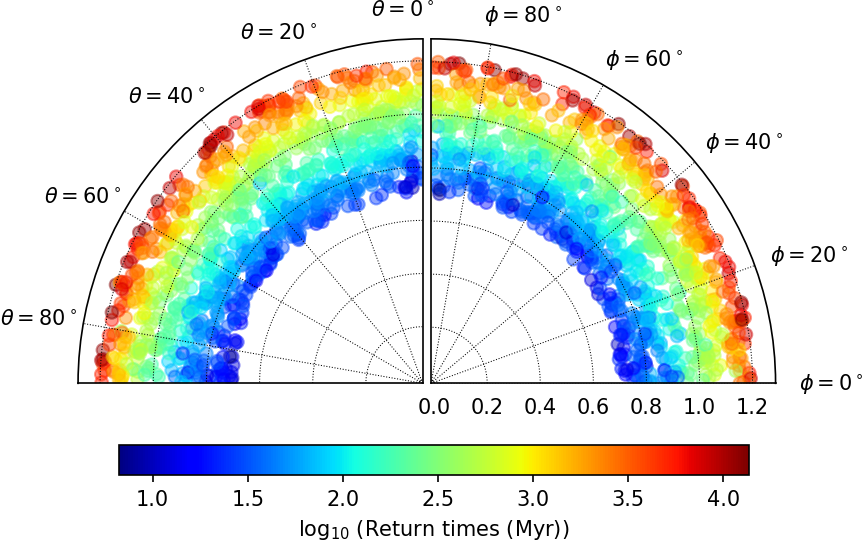 θ = 0°
ϕ = 80°
θ = 20°
ϕ = 60°
θ = 40°
ϕ = 40°
θ = 60°
ϕ = 20°
θ = 80°
ϕ = 0°
0.0 0.2 0.4 0.6 0.8 1.0 1.2
1.0 1.5 2.0 2.5 3.0 3.5 4.0
log₁₀ (Return times (Myr))